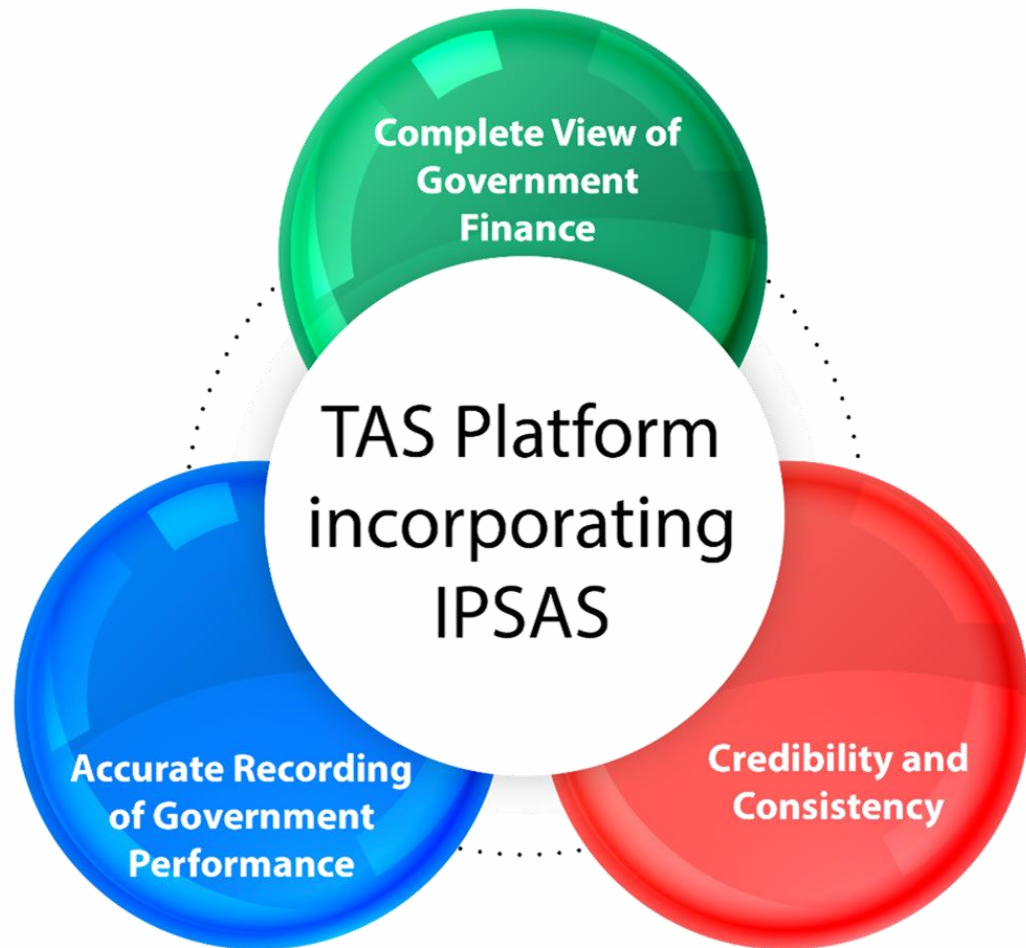 Complete View of
Government
Finance
TAS Platform
incorporating
IPSAS
Accurate Recording
of Government
Performance
Credibility and
Consistency